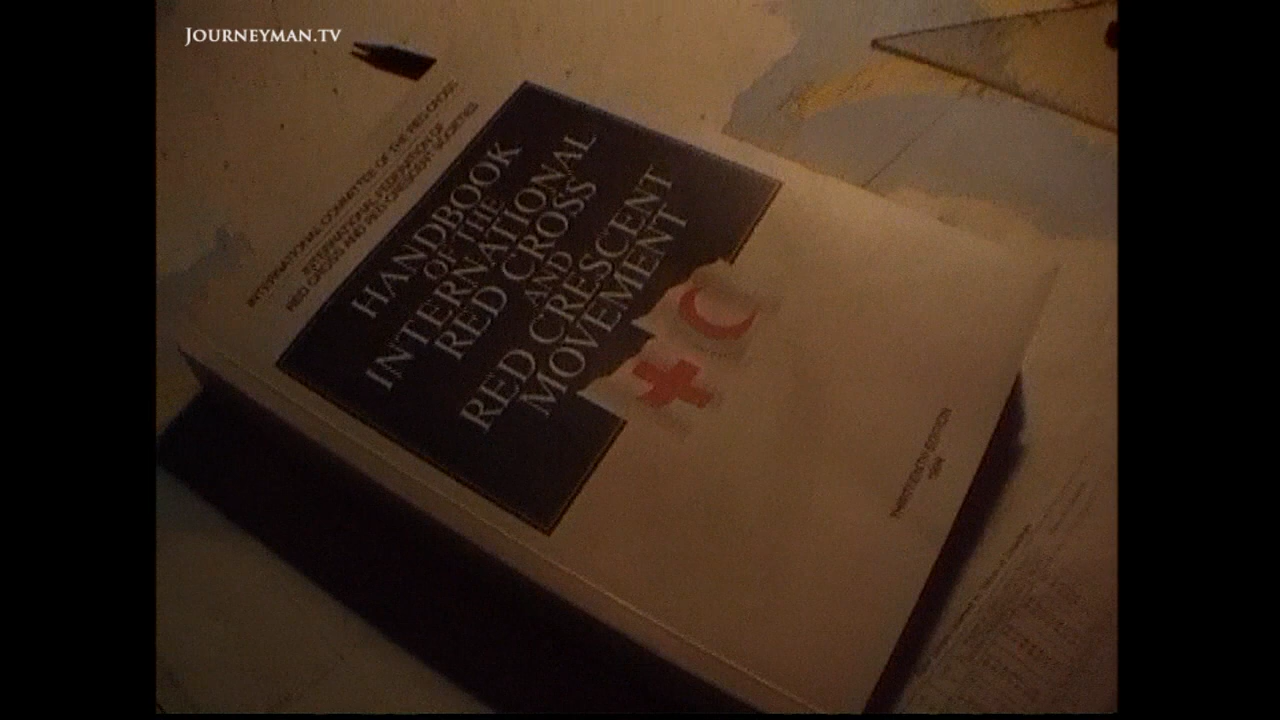 JOURNEYMAN.TV
INTERNATIONAL COMMITTEE OF THE RED CROSS
INTERNATIONAL FEDERATION OF
RED CROSS AND RED CRESCENT SOCIETIES
HANDBOOK
OF THE
INTERNATIONAL
RED CROSS
AND
RED CRESCENT
MOVEMENT
EDITION